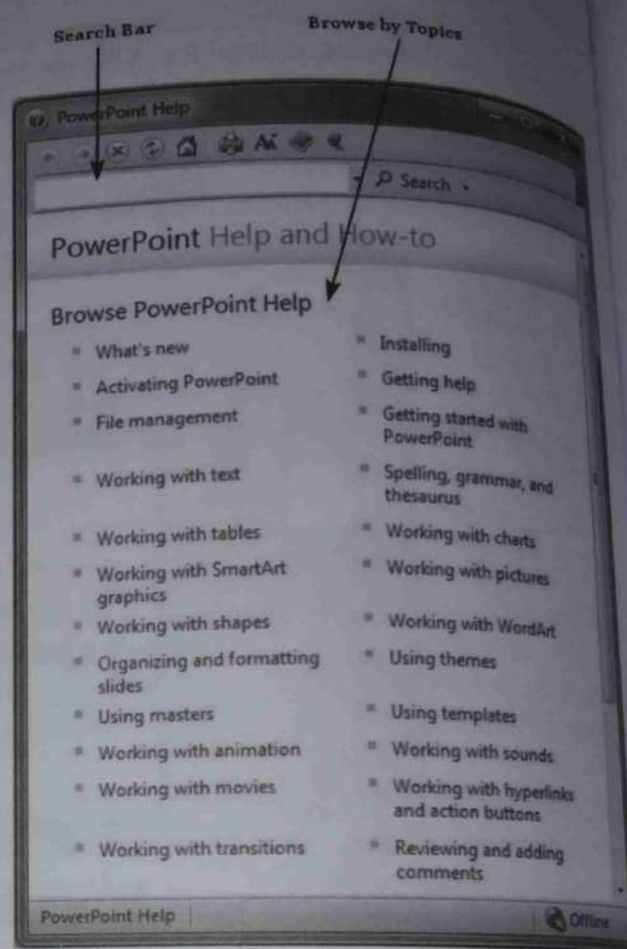 Search Bar
Browse by Topics
PowerPoint Help
Search
PowerPoint Help and How-to
Browse PowerPoint Help
What's new
Installing
Activating PowerPoint
Getting help
File management
Getting started with
PowerPoint
Working with text
Spelling, grammar, and
thesaurus
Working with tables
Working with charts
Working with SmartArt
graphics
Working with pictures
Working with shapes
Working with WordArt
Organizing and formatting
slides
Using themes
Using masters
Using templates
Working with animation
Working with sounds
Working with movies
Working with hyperlinks
and action buttons
Working with transitions
Reviewing and adding
comments
PowerPoint Help
Offline